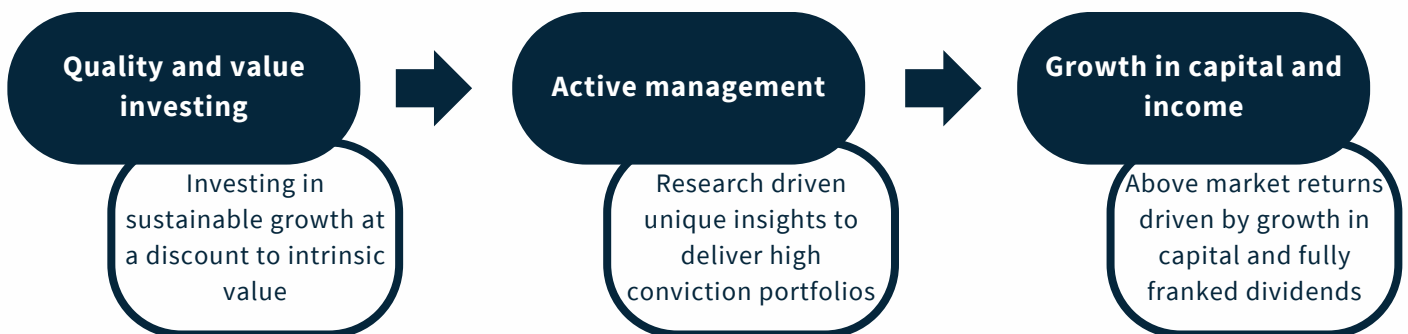 Quality and value
investing
Investing in
sustainable growth at
a discount to intrinsic
value
Active management
Research driven
unique insights to
deliver high
conviction portfolios
Growth in capital and
income
Above market returns
driven by growth in
capital and fully
franked dividends